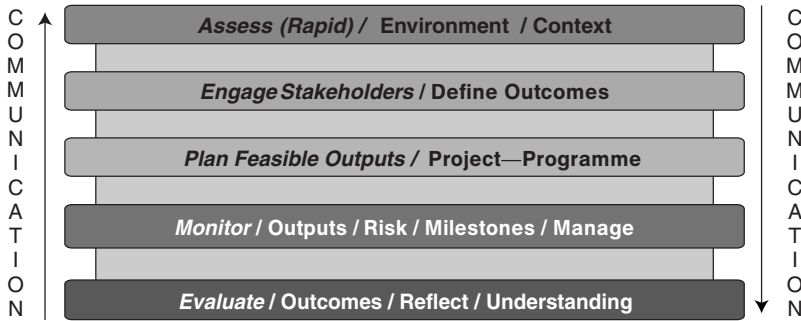 COMMUNICATION
Assess (Rapid) / Environment / Context
Engage Stakeholders / Define Outcomes
Plan Feasible Outputs / Project—Programme
Monitor / Outputs / Risk / Milestones / Manage
Evaluate / Outcomes / Reflect / Understanding
COMMUNICATION